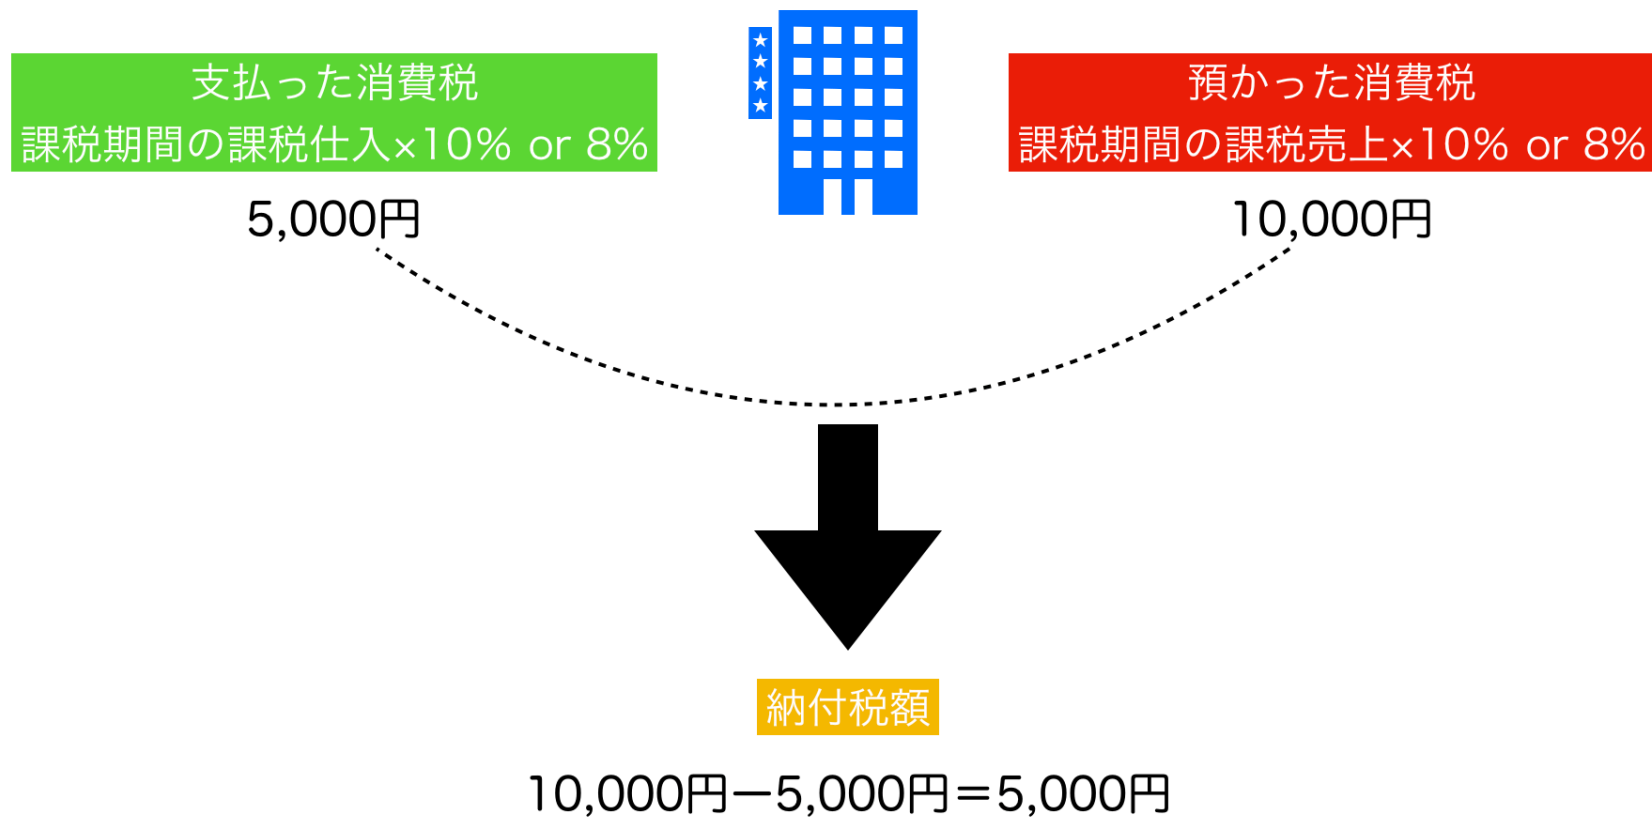 支払った消費税
課税期間の課税仕入×10% or 8%
5,000円
預かった消費税
課税期間の課税売上×10% or 8%
10,000円
納付税額
10,000円ー5,000円＝5,000円